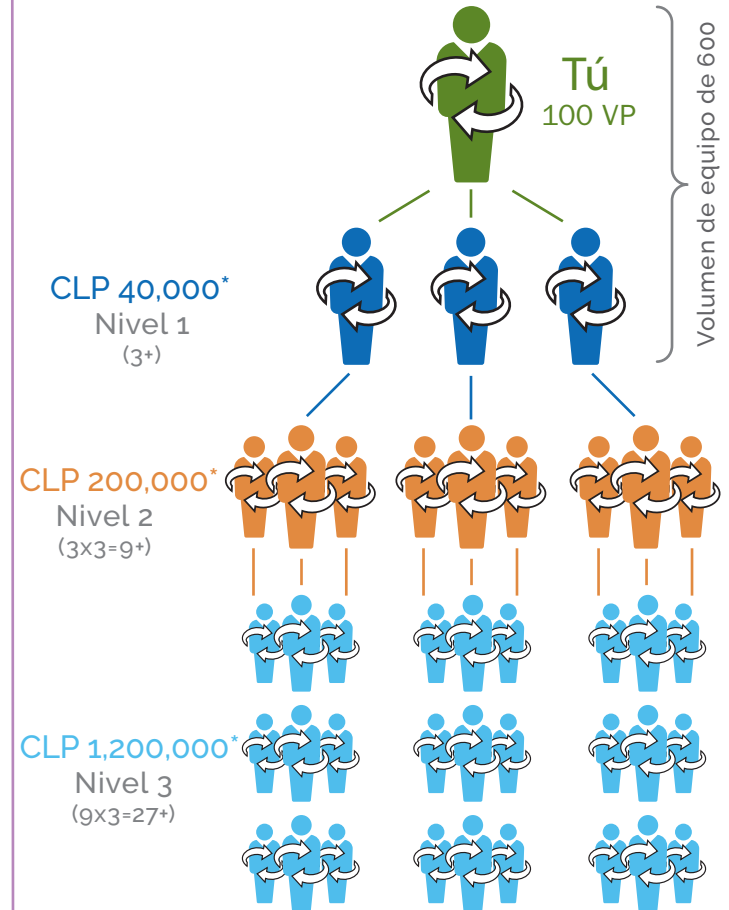 Tú
100 VP
Volumen de equipo de 600
CLP 40,000*
Nivel 1
(3+)
CLP 200,000*
Nivel 2
(3x3=9+)
CLP 1,200,000*
Nivel 3
(9x3=27+)